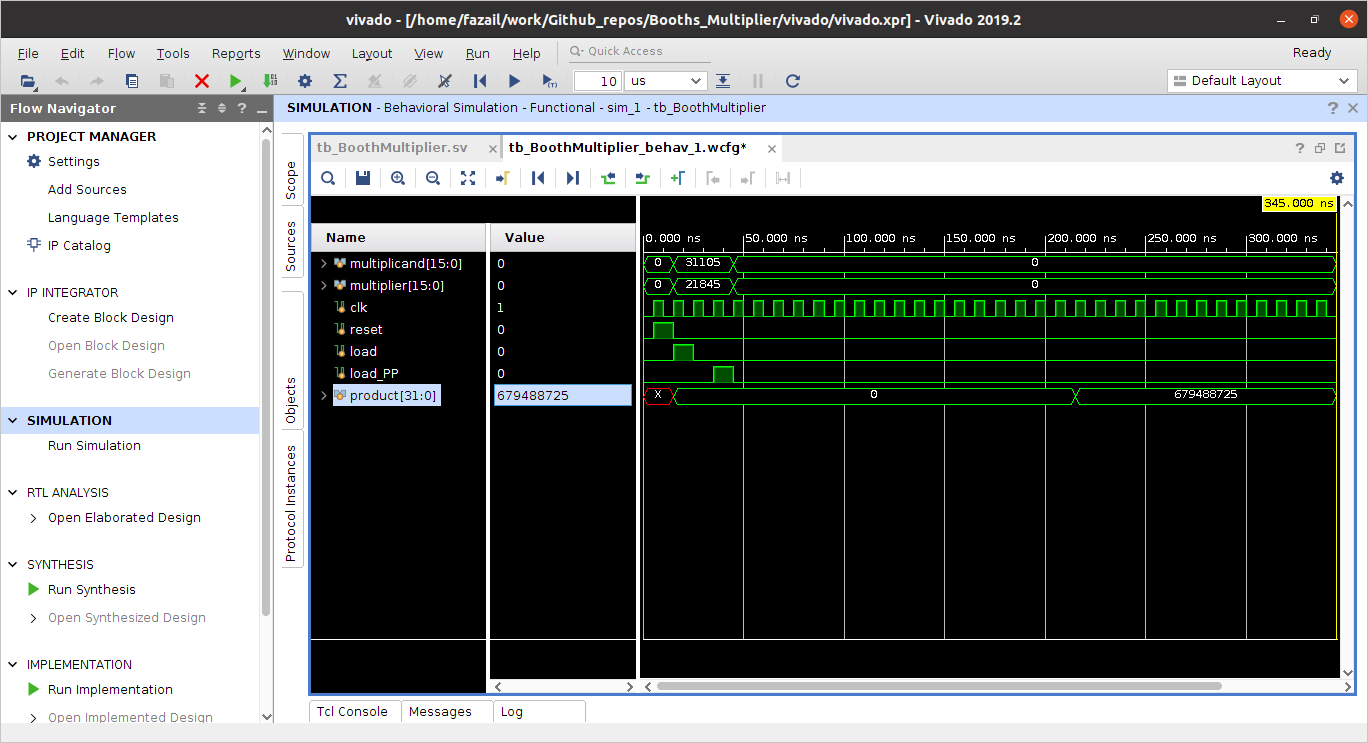 vivado - [/home/fazail/work/Github_repos/Booths_Multiplier/vivado/vivado.xpr] - Vivado 2019.2
File Edit Flow Tools Reports Window Layout View Run Help Quick Access Ready
10 us Default Layout
Flow Navigator
PROJECT MANAGER
Settings
Add Sources
Language Templates
IP Catalog
IP INTEGRATOR
Create Block Design
Open Block Design
Generate Block Design
SIMULATION
Run Simulation
RTL ANALYSIS
Open Elaborated Design
SYNTHESIS
Run Synthesis
Open Synthesized Design
IMPLEMENTATION
Run Implementation
Open Implemented Design
SIMULATION - Behavioral Simulation - Functional - sim_1 - tb_BoothMultiplier
Scope
Sources
Objects
Protocol Instances
tb_BoothMultiplier.sv tb_BoothMultiplier_behav_1.wcfg*
345.000 ns
Name Value 0.000 ns 50.000 ns 100.000 ns 150.000 ns 200.000 ns 250.000 ns 300.000 ns
multiplicand[15:0] 0 0 31105 0
multiplier[15:0] 0 0 21845 0
clk 1
reset 0
load 0
load_PP 0
product[31:0] 679488725 X 0 679488725
Tcl Console Messages Log